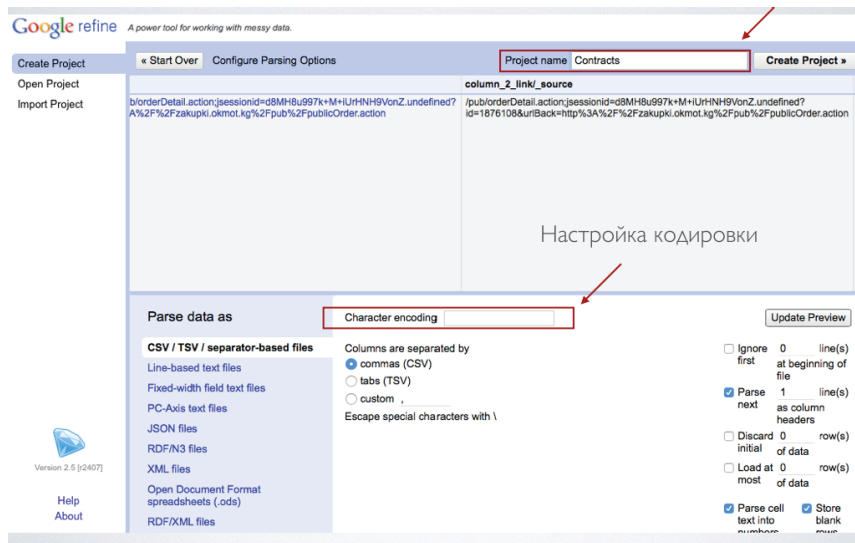 Google refine A power tool for working with messy data.
Create Project
Open Project
Import Project
« Start Over Configure Parsing Options Project name Contracts Create Project »
column_2_link/_source
b/orderDetail.action;jsessionid=d8MH8u997k+M+iUrHNH9VonZ.undefined?
A%2F%2Fzakupki.okmot.kg%2Fpub%2FpublicOrder.action
/pub/orderDetail.action;jsessionid=d8MH8u997k+M+iUrHNH9VonZ.undefined?
id=1876108&urlBack=http%3A%2F%2Fzakupki.okmot.kg%2Fpub%2FpublicOrder.action
Настройка кодировки
Parse data as
CSV / TSV / separator-based files
Line-based text files
Fixed-width field text files
PC-Axis text files
JSON files
RDF/N3 files
XML files
Open Document Format
spreadsheets (.ods)
RDF/XML files
Character encoding
Update Preview
Columns are separated by
commas (CSV)
tabs (TSV)
custom ,
Escape special characters with \
Ignore 0 line(s)
first at beginning of
file
Parse 1 line(s)
next as column
headers
Discard 0 row(s)
initial of data
Load at 0 row(s)
most of data
Parse cell Store
text into blank
numbers rows
Version 2.5 [r2407]
Help
About